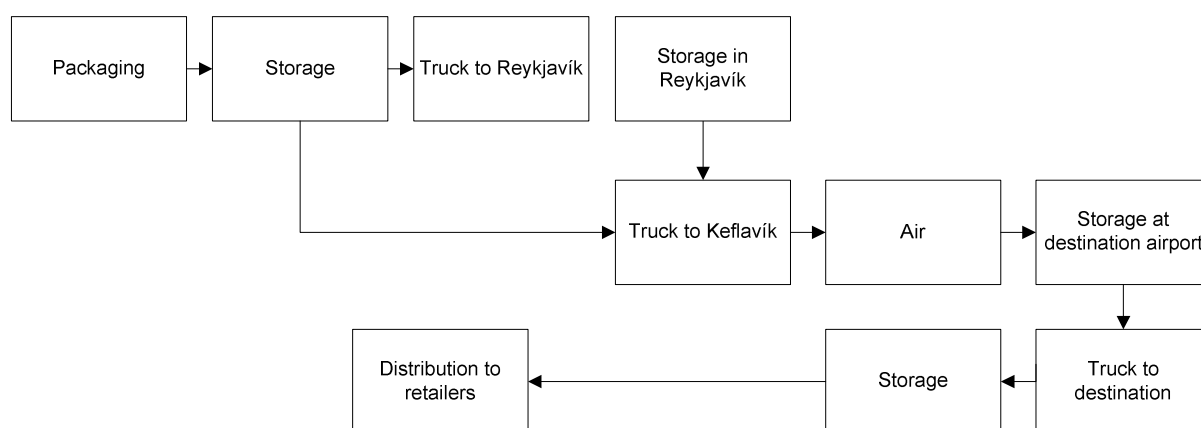 Packaging
Storage
Truck to Reykjavík
Storage in
Reykjavík
Truck to Keflavík
Air
Storage at
destination airport
Distribution to
retailers
Storage
Truck to
destination